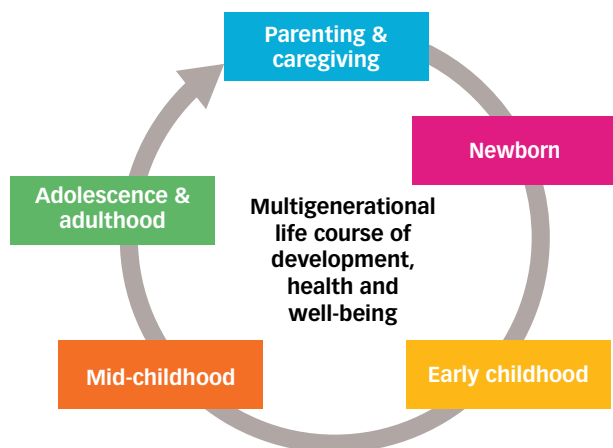 Parenting &
caregiving
Newborn
Adolescence &
adulthood
Multigenerational
life course of
development,
health and
well-being
Mid-childhood
Early childhood